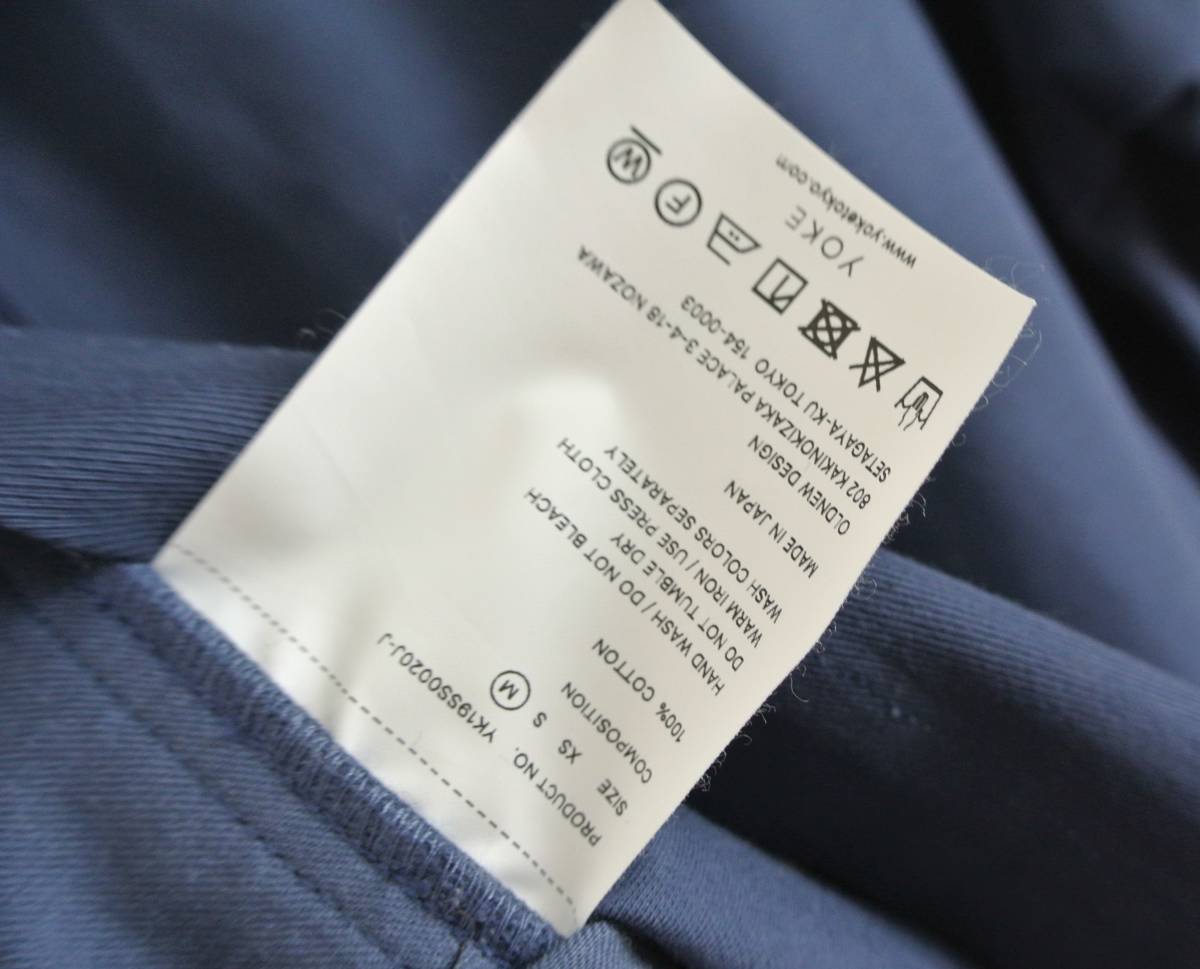 PRODUCT NO. YK19SS0020J-J
SIZE XS S M
COMPOSITION
100% COTTON
HAND WASH / DO NOT BLEACH
DO NOT TUMBLE DRY
WARM IRON / USE PRESS CLOTH
WASH COLORS SEPARATELY
MADE IN JAPAN
OLDNEW DESIGN
802 KAKINOKIZAKA PALACE 3-4-18 NOZAWA
SETAGAYA-KU TOKYO 154-0003
F W
YOKE
www.yoketokyo.com